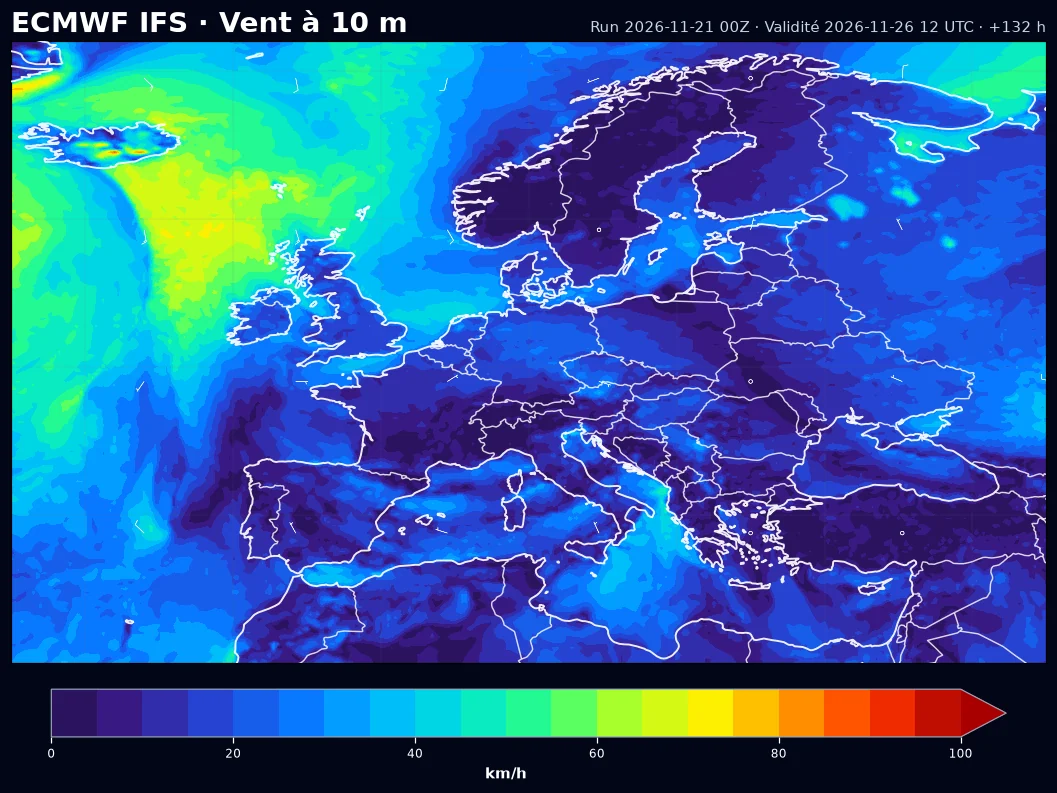 ECMWF IFS · Vent à 10 m
Run 2026-11-21 00Z · Validité 2026-11-26 12 UTC · +132 h
0 20 40 60 80 100
km/h